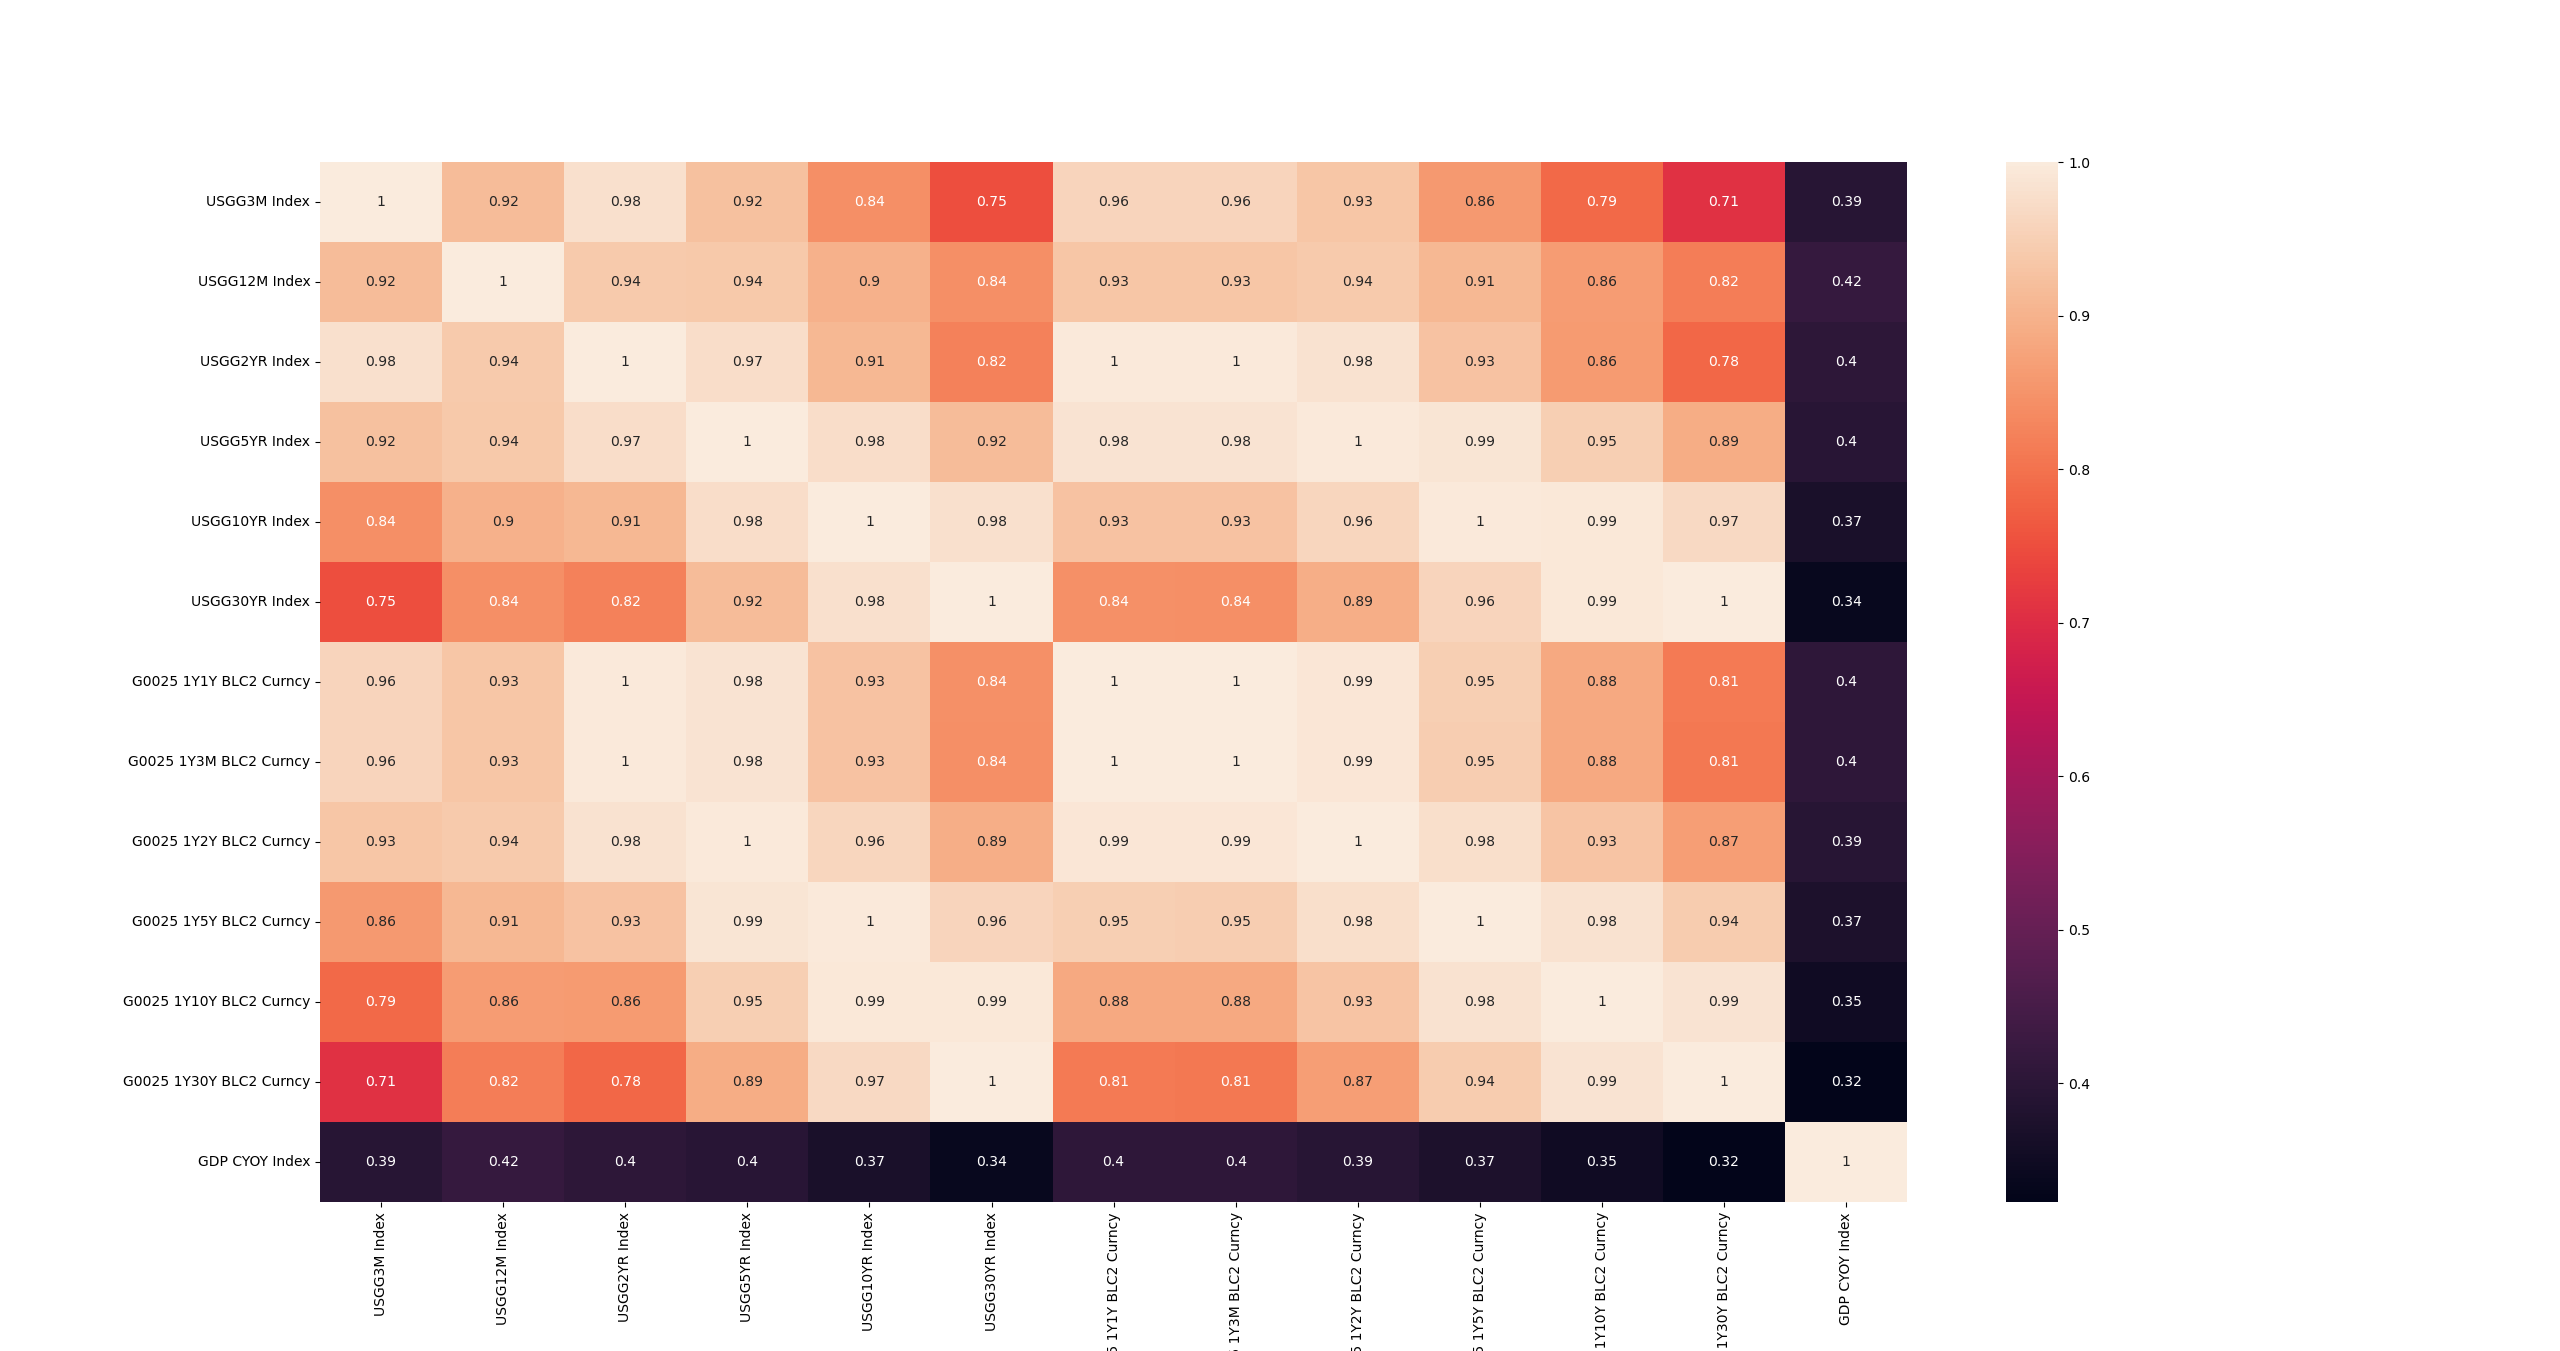 USGG3M Index 1 0.92 0.98 0.92 0.84 0.75 0.96 0.96 0.93 0.86 0.79 0.71 0.39
USGG12M Index 0.92 1 0.94 0.94 0.9 0.84 0.93 0.93 0.94 0.91 0.86 0.82 0.42
USGG2YR Index 0.98 0.94 1 0.97 0.91 0.82 1 1 0.98 0.93 0.86 0.78 0.4
USGG5YR Index 0.92 0.94 0.97 1 0.98 0.92 0.98 0.98 1 0.99 0.95 0.89 0.4
USGG10YR Index 0.84 0.9 0.91 0.98 1 0.98 0.93 0.93 0.96 1 0.99 0.97 0.37
USGG30YR Index 0.75 0.84 0.82 0.92 0.98 1 0.84 0.84 0.89 0.96 0.99 1 0.34
G0025 1Y1Y BLC2 Curncy 0.96 0.93 1 0.98 0.93 0.84 1 1 0.99 0.95 0.88 0.81 0.4
G0025 1Y3M BLC2 Curncy 0.96 0.93 1 0.98 0.93 0.84 1 1 0.99 0.95 0.88 0.81 0.4
G0025 1Y2Y BLC2 Curncy 0.93 0.94 0.98 1 0.96 0.89 0.99 0.99 1 0.98 0.93 0.87 0.39
G0025 1Y5Y BLC2 Curncy 0.86 0.91 0.93 0.99 1 0.96 0.95 0.95 0.98 1 0.98 0.94 0.37
G0025 1Y10Y BLC2 Curncy 0.79 0.86 0.86 0.95 0.99 0.99 0.88 0.88 0.93 0.98 1 0.99 0.35
G0025 1Y30Y BLC2 Curncy 0.71 0.82 0.78 0.89 0.97 1 0.81 0.81 0.87 0.94 0.99 1 0.32
GDP CYOY Index 0.39 0.42 0.4 0.4 0.37 0.34 0.4 0.4 0.39 0.37 0.35 0.32 1
USGG3M Index
USGG12M Index
USGG2YR Index
USGG5YR Index
USGG10YR Index
USGG30YR Index
1Y1Y BLC2 Curncy
1Y3M BLC2 Curncy
1Y2Y BLC2 Curncy
1Y5Y BLC2 Curncy
1Y10Y BLC2 Curncy
1Y30Y BLC2 Curncy
GDP CYOY Index
1.0
0.9
0.8
0.7
0.6
0.5
0.4